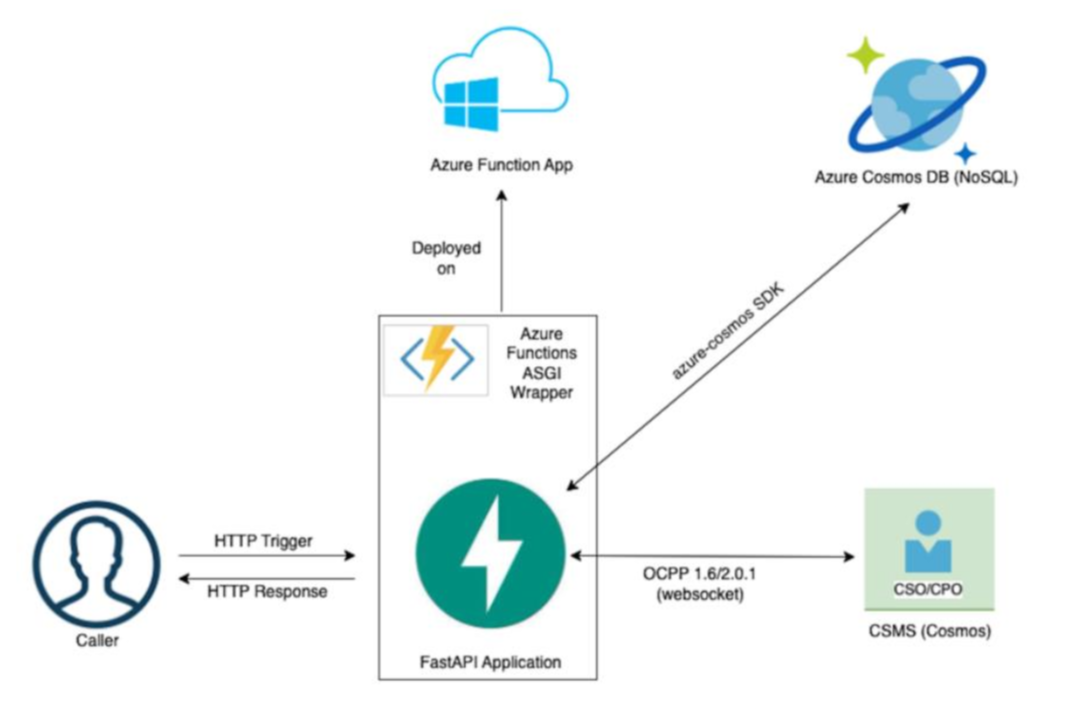 Azure Function App
Azure Cosmos DB (NoSQL)
Deployed
on
azure-cosmos SDK
Azure
Functions
ASGI
Wrapper
HTTP Trigger
HTTP Response
Caller
FastAPI Application
OCPP 1.6/2.0.1
(websocket)
CSO/CPO
CSMS (Cosmos)